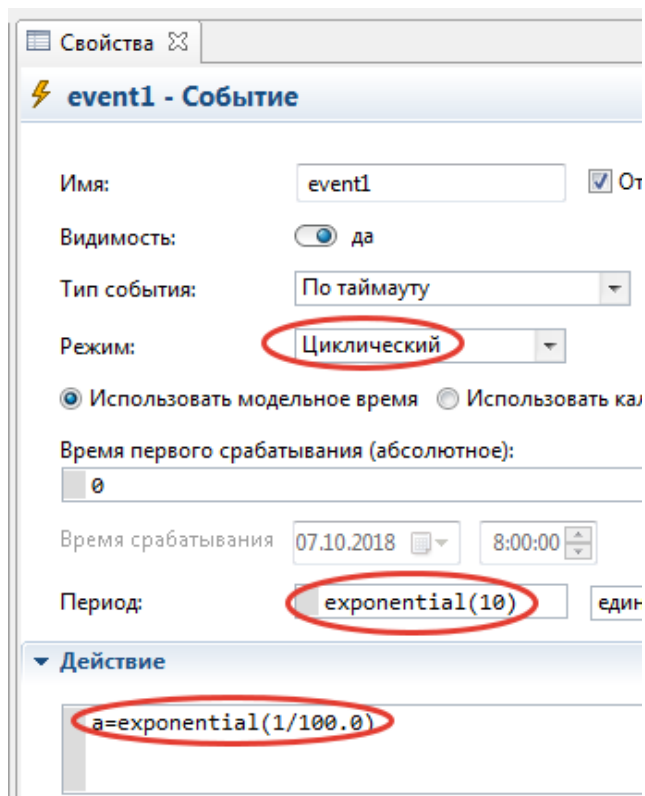 Свойства
event1 - Событие
Имя: event1 От
Видимость: да
Тип события: По таймауту
Режим: Циклический
Использовать модельное время Использовать кал
Время первого срабатывания (абсолютное):
0
Время срабатывания 07.10.2018 8:00:00
Период: exponential(10) един
Действие
a=exponential(1/100.0)